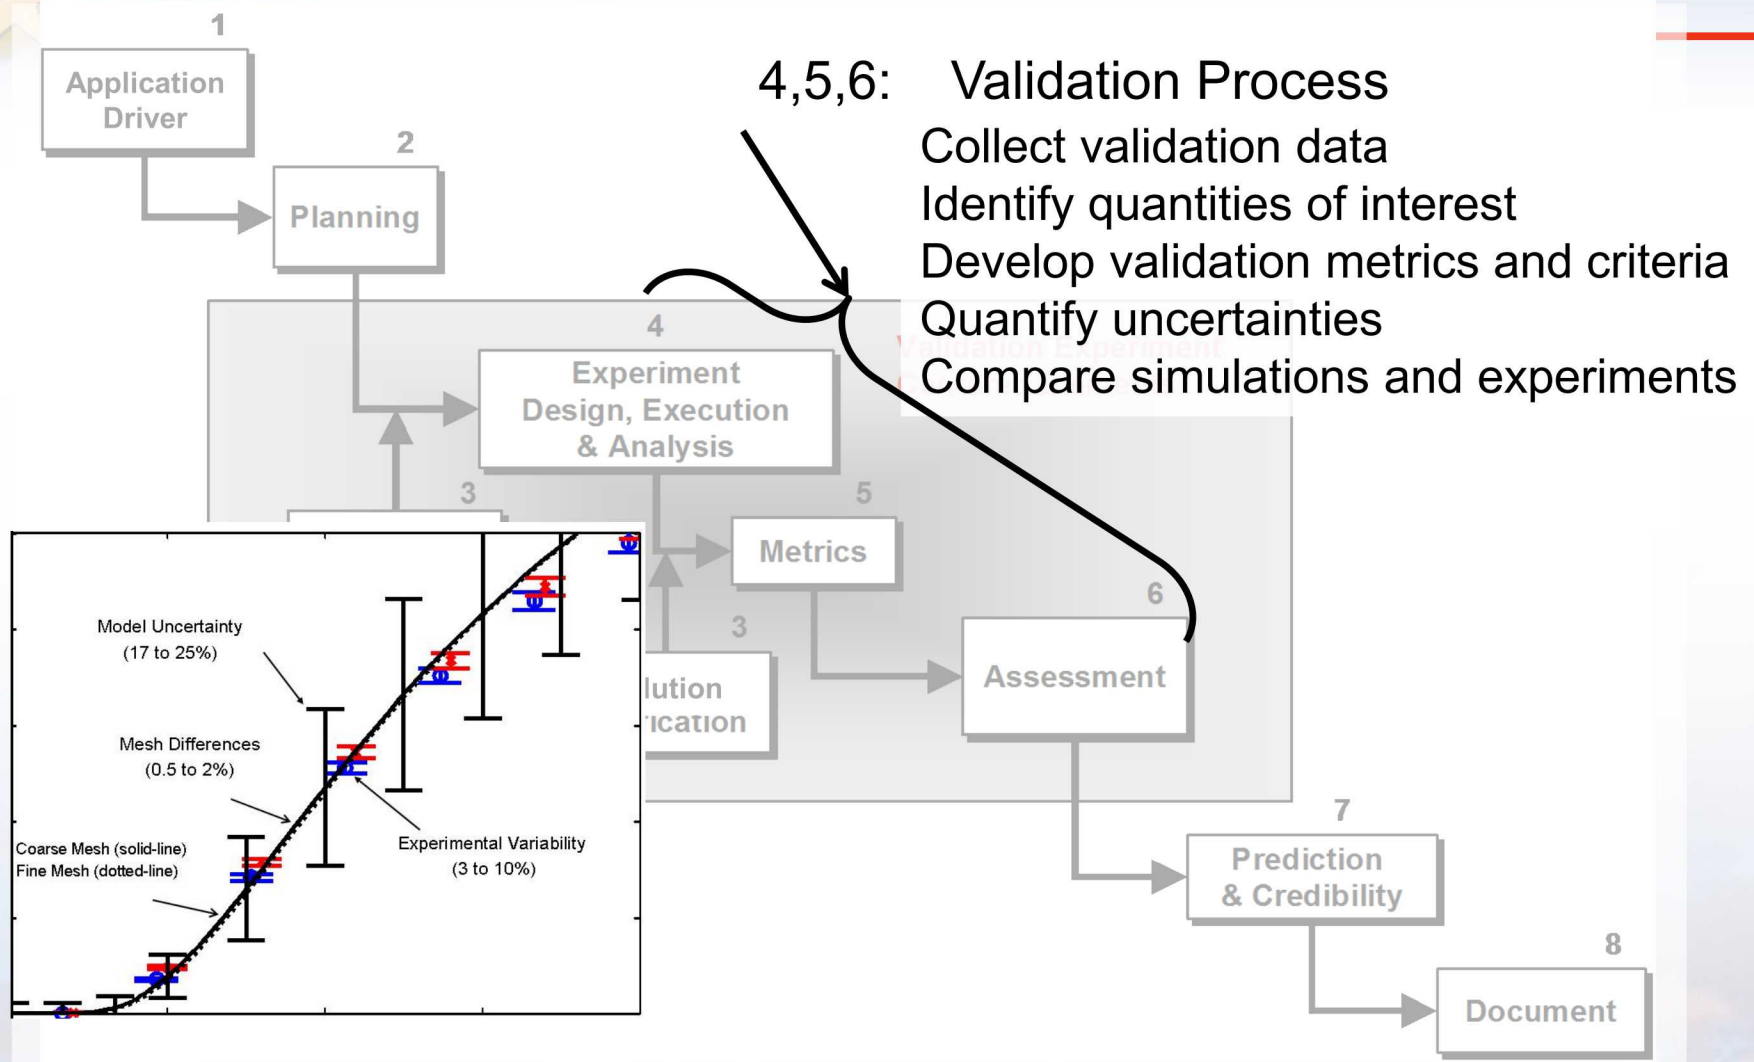 1
Application
Driver
2
Planning
4,5,6: Validation Process
Collect validation data
Identify quantities of interest
Develop validation metrics and criteria
Quantify uncertainties
Compare simulations and experiments
Validation Experiment
4
Experiment
Design, Execution
& Analysis
3
5
Metrics
6
Assessment
3
lution
ication
7
Prediction
& Credibility
8
Document
Model Uncertainty
(17 to 25%)
Mesh Differences
(0.5 to 2%)
Coarse Mesh (solid-line)
Fine Mesh (dotted-line)
Experimental Variability
(3 to 10%)